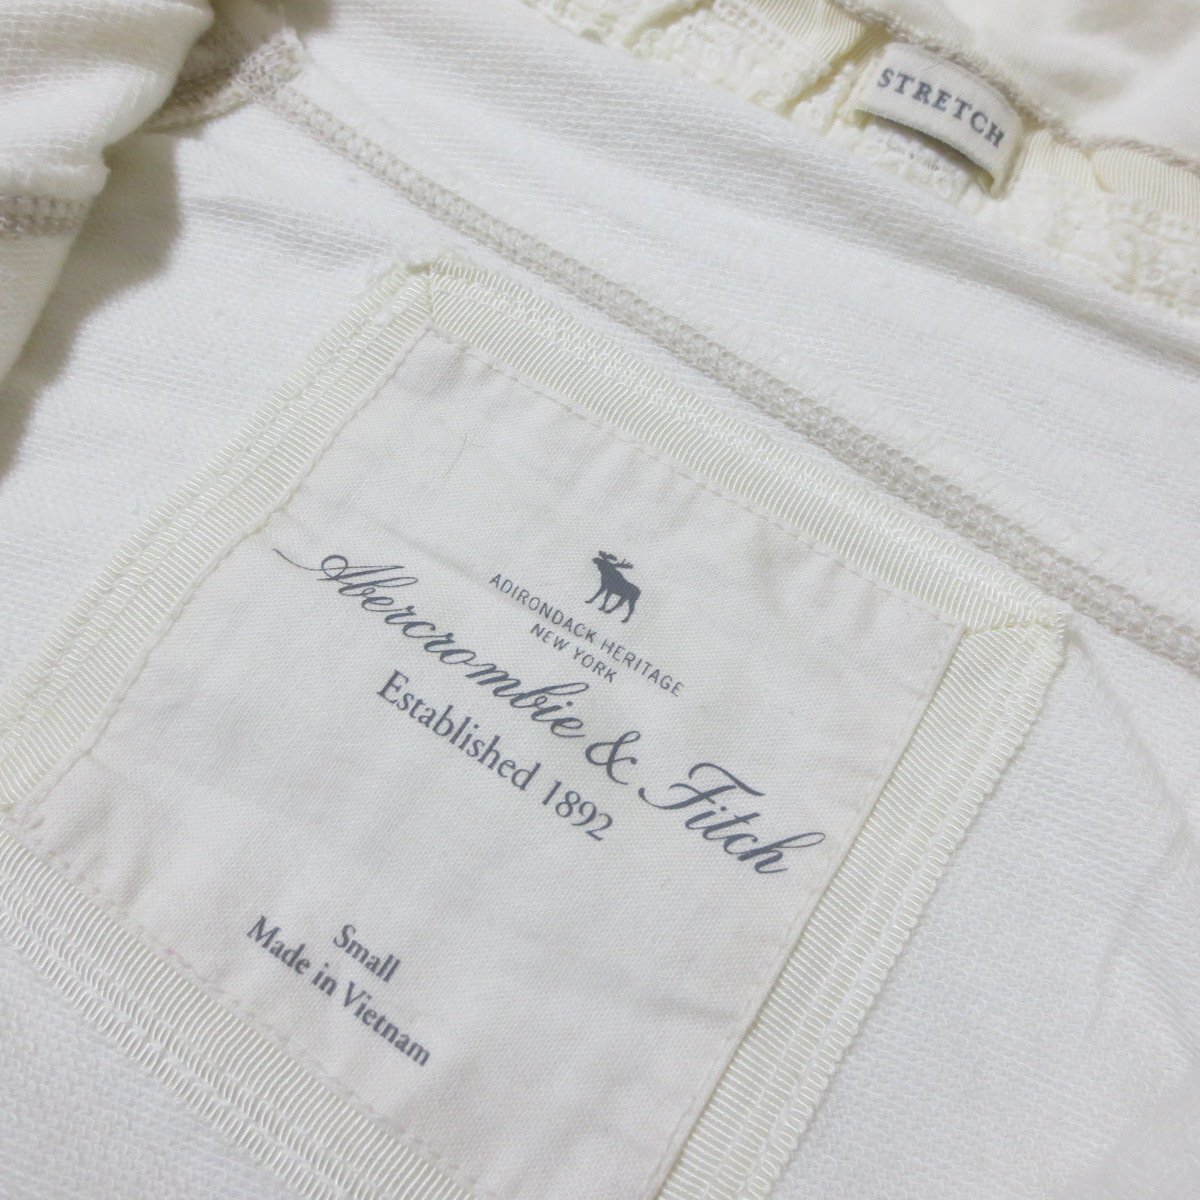 STRETCH
ADIRONDACK HERITAGE
NEW YORK
Abercrombie & Fitch
Established 1892
Small
Made in Vietnam